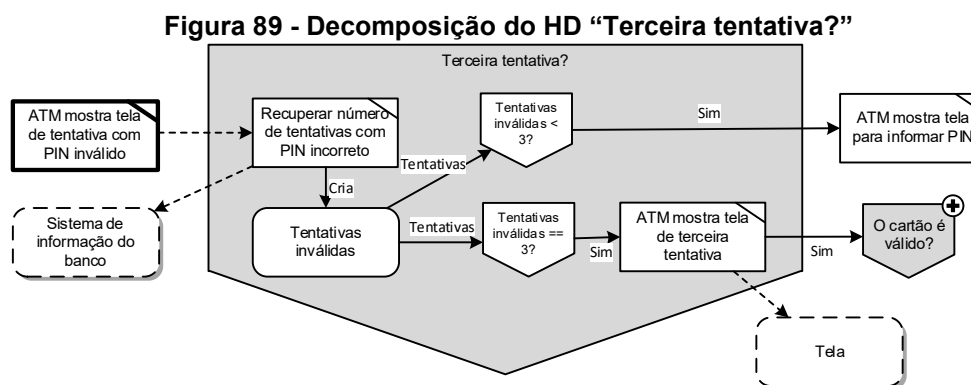 Figura 89 - Decomposição do HD “Terceira tentativa?”
Terceira tentativa?
ATM mostra tela
de tentativa com
PIN inválido
Recuperar número
de tentativas com
PIN incorreto
Tentativas
inválidas <
3?
Sim
ATM mostra tela
para informar PIN
Tentativas
Cria
Sistema de
informação do
banco
Tentativas
inválidas
Tentativas
Tentativas
inválidas ==
3?
Sim
ATM mostra tela
de terceira
tentativa
Sim
O cartão é
válido?
Tela